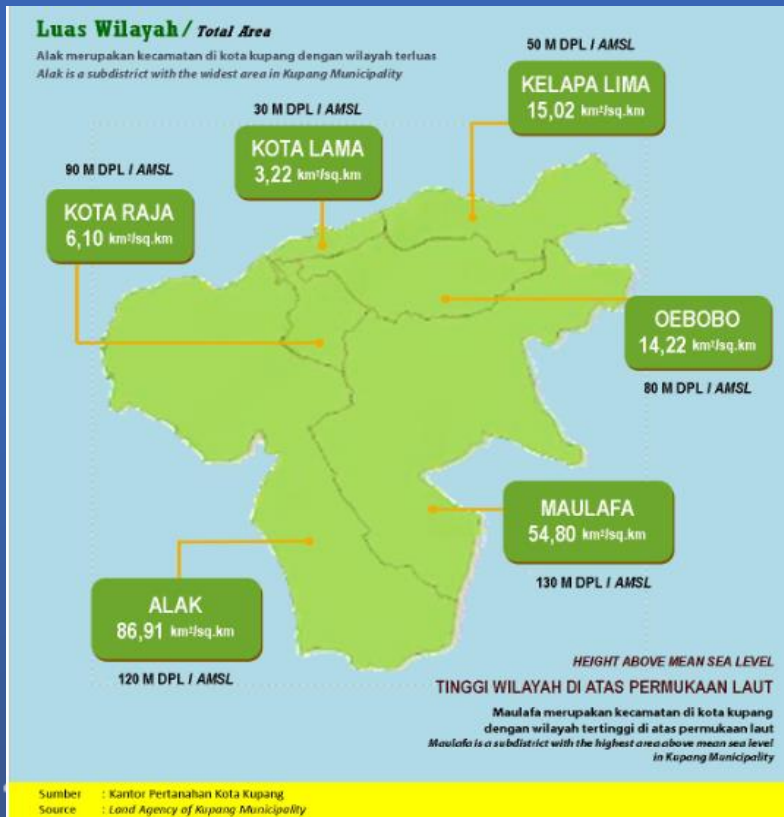 Luas Wilayah / Total Area
Alak merupakan kecamatan di kota kupang dengan wilayah terluas
Alak is a subdistrict with the widest area in Kupang Municipality
50 M DPL / AMSL
KELAPA LIMA
15,02 km²/sq.km
30 M DPL / AMSL
KOTA LAMA
3,22 km²/sq.km
90 M DPL / AMSL
KOTA RAJA
6,10 km²/sq.km
OEBOBO
14,22 km²/sq.km
80 M DPL / AMSL
MAULAFA
54,80 km²/sq.km
130 M DPL / AMSL
ALAK
86,91 km²/sq.km
120 M DPL / AMSL
HEIGHT ABOVE MEAN SEA LEVEL
TINGGI WILAYAH DI ATAS PERMUKAAN LAUT
Maulafa merupakan kecamatan di kota kupang
dengan wilayah tertinggi di atas permukaan laut
Maulafa is a subdistrict with the highest area above mean sea level
in Kupang Municipality
Sumber : Kantor Pertanahan Kota Kupang
Source : Land Agency of Kupang Municipality